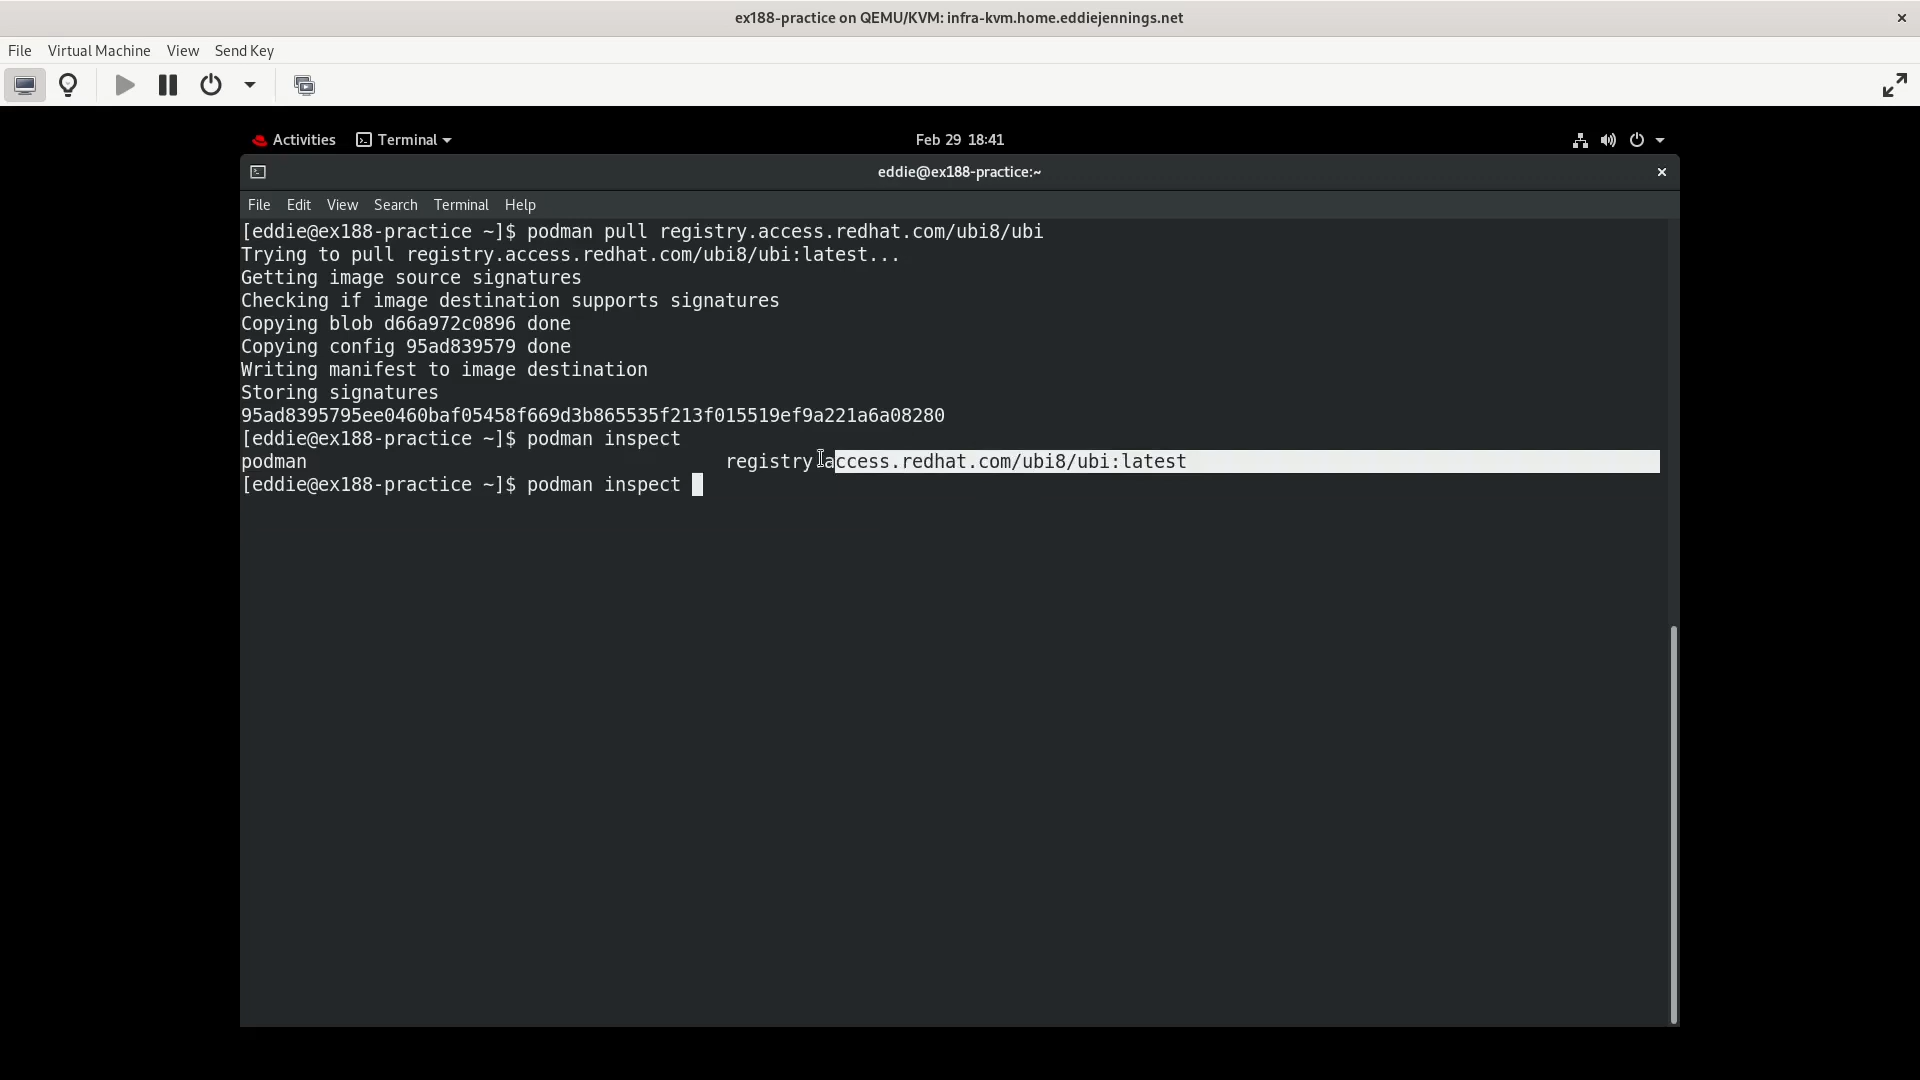 ex188-practice on QEMU/KVM: infra-kvm.home.eddiejennings.net ×
File Virtual Machine View Send Key
Activities Terminal Feb 29 18:41
eddie@ex188-practice:~ ×
File Edit View Search Terminal Help
[eddie@ex188-practice ~]$ podman pull registry.access.redhat.com/ubi8/ubi
Trying to pull registry.access.redhat.com/ubi8/ubi:latest...
Getting image source signatures
Checking if image destination supports signatures
Copying blob d66a972c0896 done
Copying config 95ad839579 done
Writing manifest to image destination
Storing signatures
95ad8395795ee0460baf05458f669d3b865535f213f015519ef9a221a6a08280
[eddie@ex188-practice ~]$ podman inspect
podman registry.access.redhat.com/ubi8/ubi:latest
[eddie@ex188-practice ~]$ podman inspect